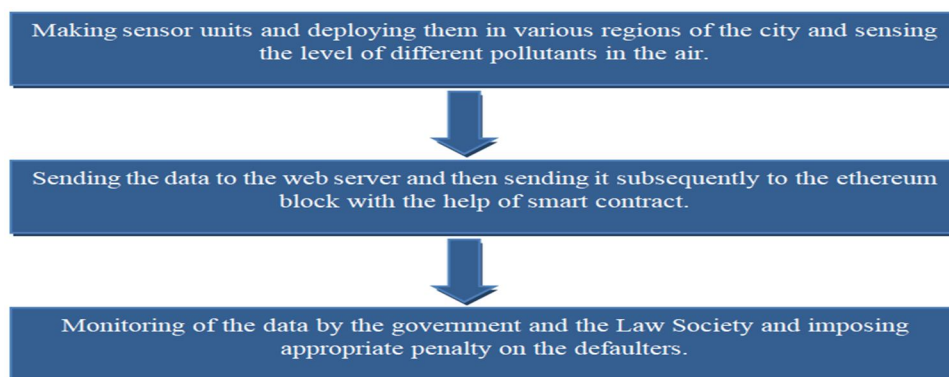 Making sensor units and deploying them in various regions of the city and sensing
the level of different pollutants in the air.
Sending the data to the web server and then sending it subsequently to the ethereum
block with the help of smart contract.
Monitoring of the data by the government and the Law Society and imposing
appropriate penalty on the defaulters.